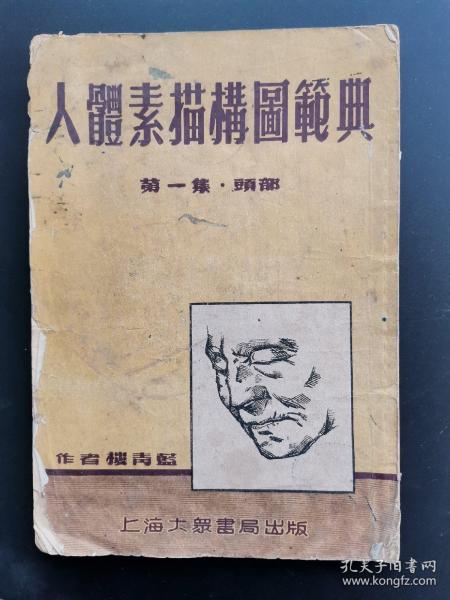 人體素描構圖範典
第一集·頭部
作者樓青藍
上海大眾書局出版
孔夫子旧书网
www.kongfz.com